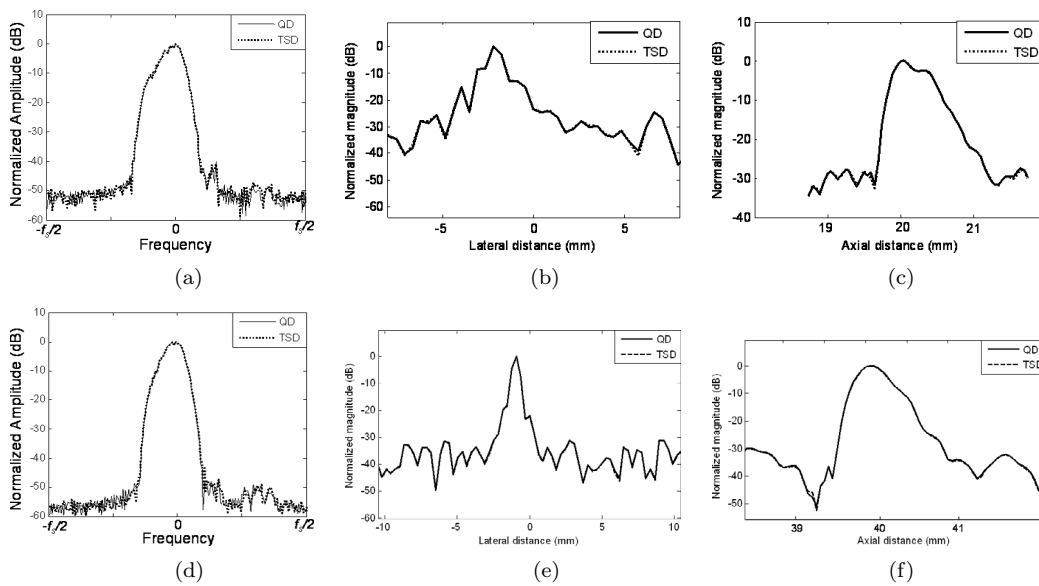 10
0
-10
-20
-30
-40
-50
-60
-fₛ/2
0
fₛ/2
Normalized Amplitude (dB)
Frequency
QD
TSD
(a)
0
-10
-20
-30
-40
-50
-60
-5
0
5
Normalized magnitude (dB)
Lateral distance (mm)
QD
TSD
(b)
10
0
-10
-20
-30
-40
19
20
21
Normalized magnitude (dB)
Axial distance (mm)
QD
TSD
(c)
10
0
-10
-20
-30
-40
-50
-60
-fₛ/2
0
fₛ/2
Normalized Amplitude (dB)
Frequency
QD
TSD
(d)
0
-10
-20
-30
-40
-50
-60
-10
-5
0
5
10
Normalized magnitude (dB)
Lateral distance (mm)
QD
TSD
(e)
0
-10
-20
-30
-40
-50
39
40
41
Normalized magnitude (dB)
Axial distance (mm)
QD
TSD
(f)